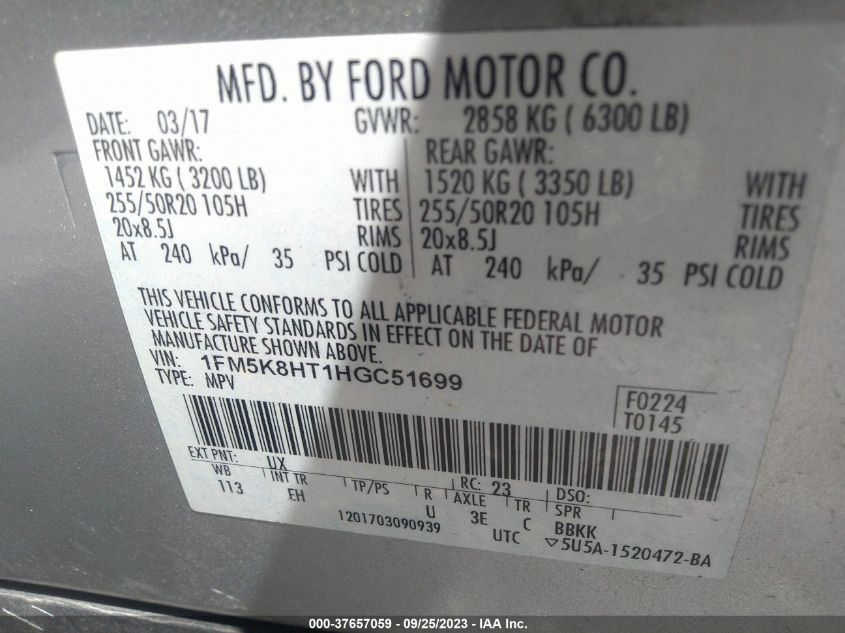 MFD. BY FORD MOTOR CO.
DATE: 03/17 GVWR: 2858 KG ( 6300 LB)
FRONT GAWR: REAR GAWR:
1452 KG ( 3200 LB) WITH 1520 KG ( 3350 LB) WITH
255/50R20 105H TIRES 255/50R20 105H TIRES
20x8.5J RIMS 20x8.5J RIMS
AT 240 kPa/ 35 PSI COLD AT 240 kPa/ 35 PSI COLD
THIS VEHICLE CONFORMS TO ALL APPLICABLE FEDERAL MOTOR
VEHICLE SAFETY STANDARDS IN EFFECT ON THE DATE OF
MANUFACTURE SHOWN ABOVE.
VIN: 1FM5K8HT1HGC51699
TYPE: MPV
F0224
T0145
EXT PNT: UX RC: 23 DSO:
WB INT TR TP/PS R AXLE TR SPR
113 EH U 3E C BBKK
1201703090939 UTC ▽5U5A-1520472-BA
000-37657059 - 09/25/2023 - IAA Inc.